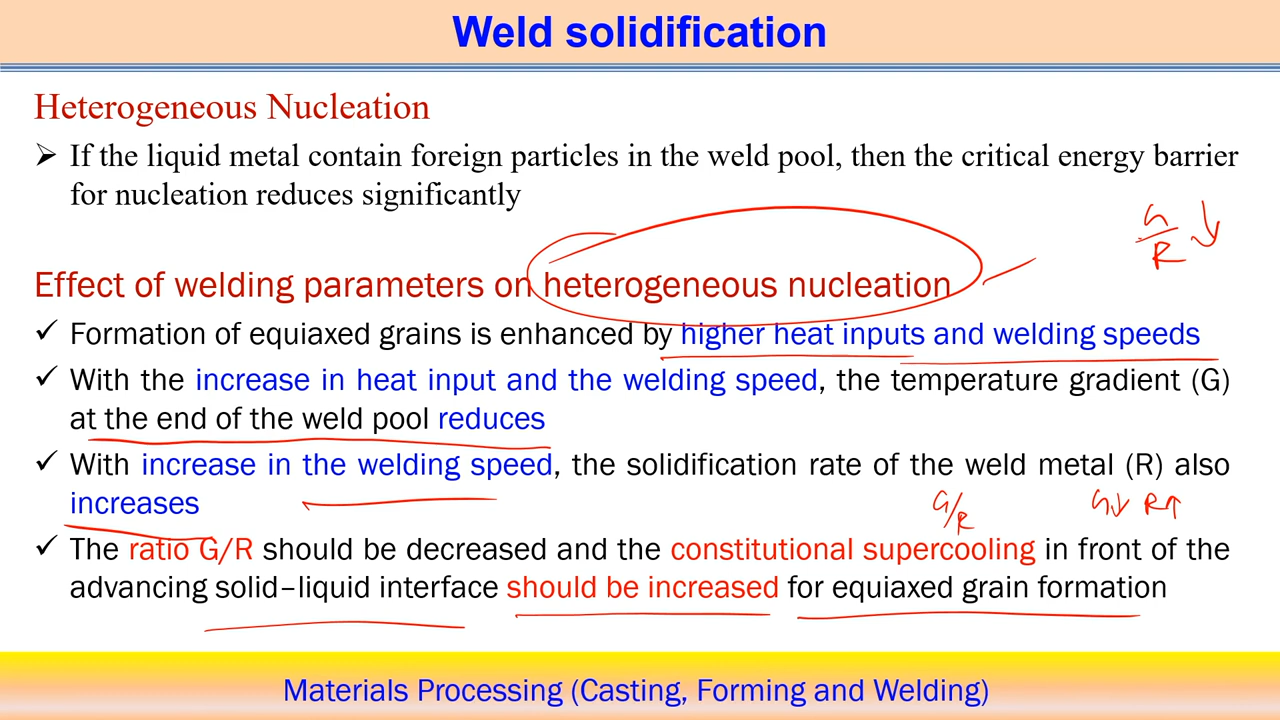 Weld solidification
Heterogeneous Nucleation
➤ If the liquid metal contain foreign particles in the weld pool, then the critical energy barrier
for nucleation reduces significantly
G/R ↓
Effect of welding parameters on heterogeneous nucleation
✓ Formation of equiaxed grains is enhanced by higher heat inputs and welding speeds
✓ With the increase in heat input and the welding speed, the temperature gradient (G)
at the end of the weld pool reduces
✓ With increase in the welding speed, the solidification rate of the weld metal (R) also
increases
G/R G↓ R↑
✓ The ratio G/R should be decreased and the constitutional supercooling in front of the
advancing solid–liquid interface should be increased for equiaxed grain formation
Materials Processing (Casting, Forming and Welding)